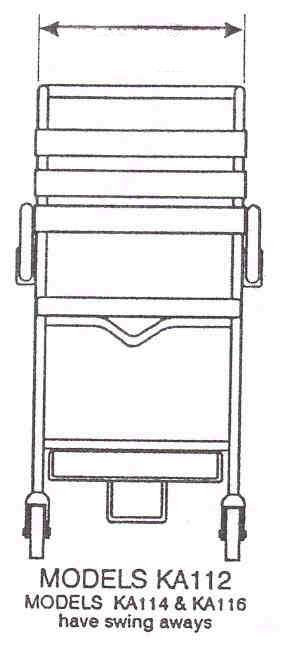 MODELS KA112
MODELS KA114 & KA116
have swing aways